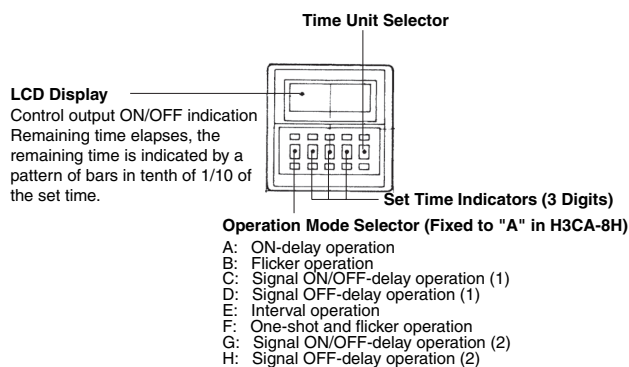 Time Unit Selector
LCD Display
Control output ON/OFF indication
Remaining time elapses, the
remaining time is indicated by a
pattern of bars in tenth of 1/10 of
the set time.
Set Time Indicators (3 Digits)
Operation Mode Selector (Fixed to "A" in H3CA-8H)
A: ON-delay operation
B: Flicker operation
C: Signal ON/OFF-delay operation (1)
D: Signal OFF-delay operation (1)
E: Interval operation
F: One-shot and flicker operation
G: Signal ON/OFF-delay operation (2)
H: Signal OFF-delay operation (2)